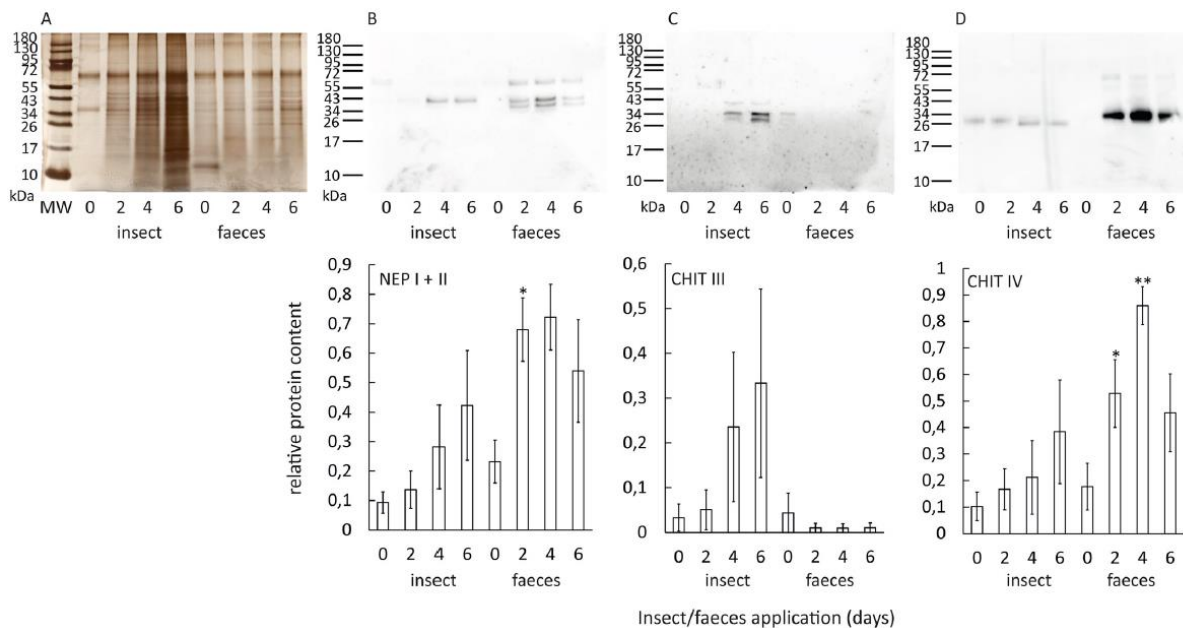 A
B
C
D
180
130
95
72
55
43
34
26
17
10
kDa
MW 0 2 4 6 0 2 4 6
insect faeces
180
130
95
72
55
43
34
26
17
10
kDa 0 2 4 6 0 2 4 6
insect faeces
180
130
95
72
55
43
34
26
17
10
kDa 0 2 4 6 0 2 4 6
insect faeces
180
130
95
72
55
43
34
26
17
10
kDa 0 2 4 6 0 2 4 6
insect faeces
relative protein content
NEP I + II
*
0,9
0,8
0,7
0,6
0,5
0,4
0,3
0,2
0,1
0
0 2 4 6 0 2 4 6
insect faeces
CHIT III
0,6
0,5
0,4
0,3
0,2
0,1
0
0 2 4 6 0 2 4 6
insect faeces
CHIT IV
**
*
1
0,9
0,8
0,7
0,6
0,5
0,4
0,3
0,2
0,1
0
0 2 4 6 0 2 4 6
insect faeces
Insect/faeces application (days)